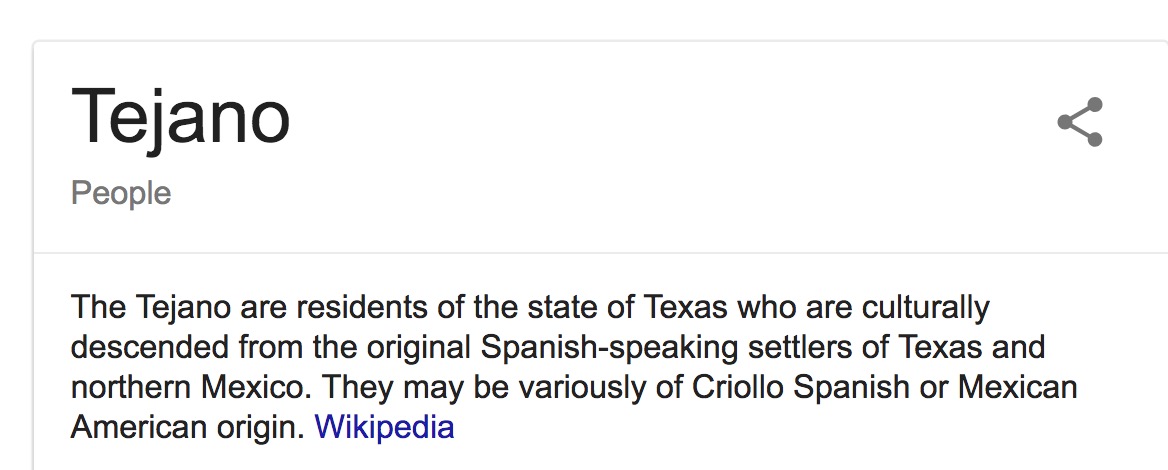 Tejano
People
The Tejano are residents of the state of Texas who are culturally
descended from the original Spanish-speaking settlers of Texas and
northern Mexico. They may be variously of Criollo Spanish or Mexican
American origin. Wikipedia